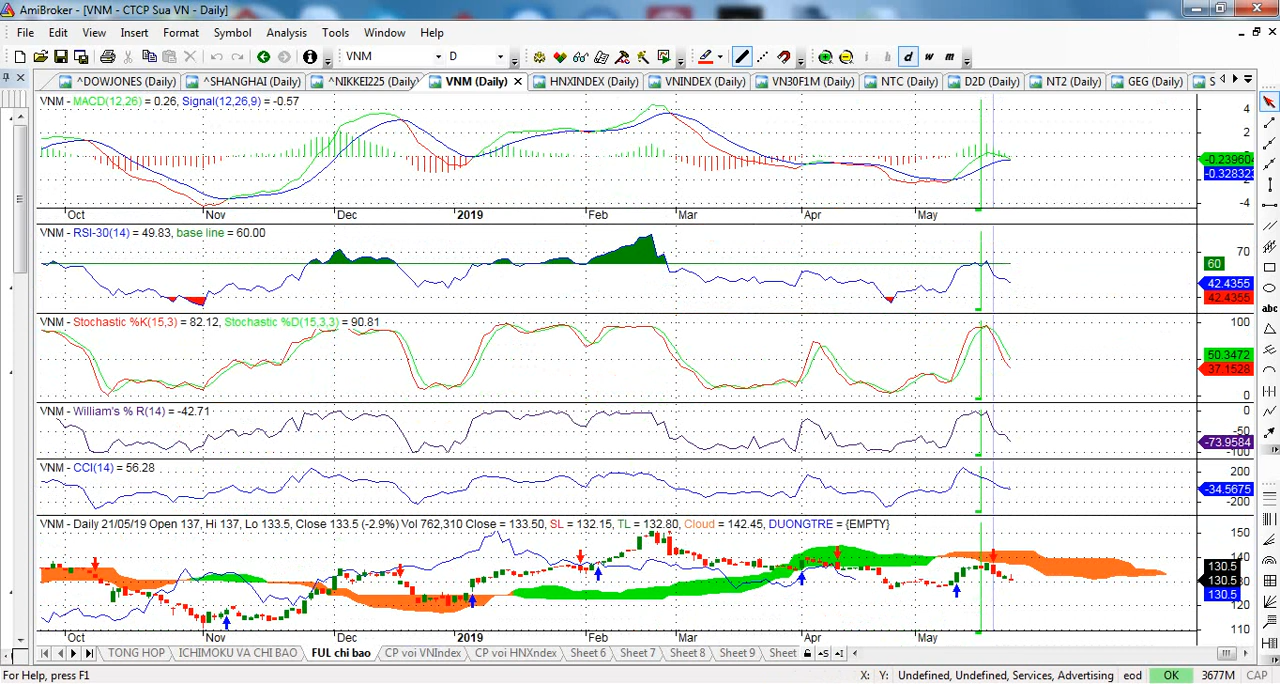 AmiBroker - [VNM - CTCP Sua VN - Daily]
File Edit View Insert Format Symbol Analysis Tools Window Help
VNM D i h d w m
^DOWJONES (Daily) ^SHANGHAI (Daily) ^NIKKEI225 (Daily) VNM (Daily) HNXINDEX (Daily) VNINDEX (Daily) VN30F1M (Daily) NTC (Daily) D2D (Daily) NT2 (Daily) GEG (Daily) S
VNM - MACD(12,26) = 0.26, Signal(12,26,9) = -0.57
4
2
-0.239604
-0.32832
-4
Oct Nov Dec 2019 Feb Mar Apr May
VNM - RSI-30(14) = 49.83, base line = 60.00
70
60
42.4355
42.4355
abc
VNM - Stochastic %K(15,3) = 82.12, Stochastic %D(15,3,3) = 90.81
100
50.3472
37.1528
0
VNM - William's % R(14) = -42.71
0
-50
-73.9584
-100
VNM - CCI(14) = 56.28
200
-34.5675
-200
VNM - Daily 21/05/19 Open 137, Hi 137, Lo 133.5, Close 133.5 (-2.9%) Vol 762,310 Close = 133.50, SL = 132.15, TL = 132.80, Cloud = 142.45, DUONGTRE = {EMPTY}
150
140
130.5
130.5
130.5
120
110
Oct Nov Dec 2019 Feb Mar Apr May
TONG HOP ICHIMOKU VA CHI BAO FUL chi bao CP voi VNIndex CP voi HNXndex Sheet 6 Sheet 7 Sheet 8 Sheet 9 Sheet
For Help, press F1 X: Y: Undefined, Undefined, Services, Advertising eod OK 3677M CAP